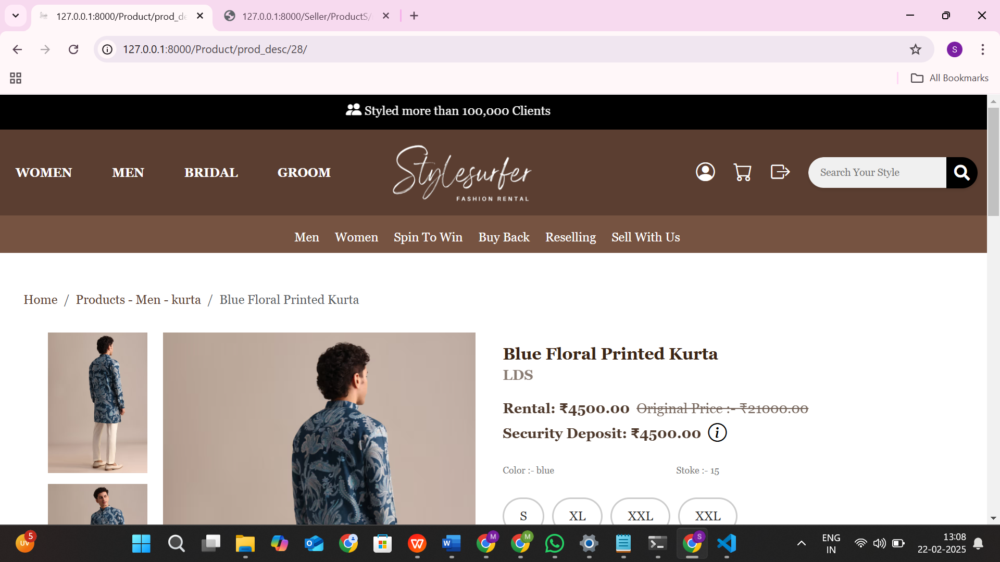 127.0.0.1:8000/Product/prod_de
127.0.0.1:8000/Seller/ProductS/
127.0.0.1:8000/Product/prod_desc/28/
S
All Bookmarks
Styled more than 100,000 Clients
WOMEN
MEN
BRIDAL
GROOM
Stylesurfer
FASHION RENTAL
Search Your Style
Men
Women
Spin To Win
Buy Back
Reselling
Sell With Us
Home / Products - Men - kurta / Blue Floral Printed Kurta
Blue Floral Printed Kurta
LDS
Rental: ₹4500.00 Original Price :- ₹21000.00
Security Deposit: ₹4500.00 i
Color :- blue
Stoke :- 15
S
XL
XXL
XXL
UV
5
W
M
M
S
ENG
IN
13:08
22-02-2025